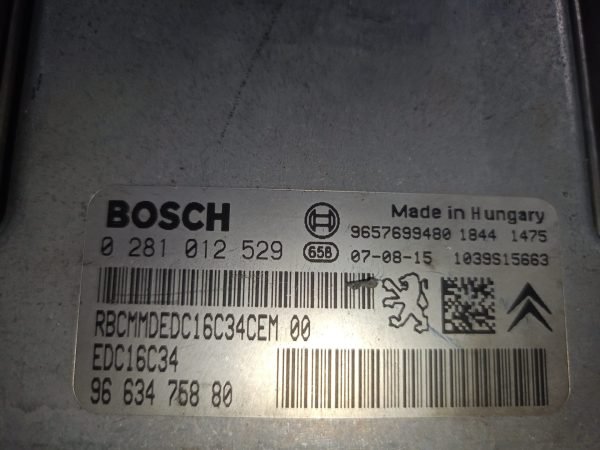 BOSCH
Made in Hungary
9657699480 1844 1475
0 281 012 529
658
07-08-15 1039S15663
RBCMMDEDC16C34CEM 00
EDC16C34
96 634 758 80